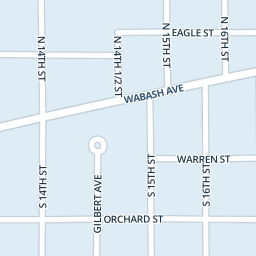 N 14TH ST
N 14TH 1/2 ST
N 15TH ST
EAGLE ST
N 16TH ST
WABASH AVE
S 14TH ST
GILBERT AVE
S 15TH ST
WARREN ST
S 16TH ST
ORCHARD ST